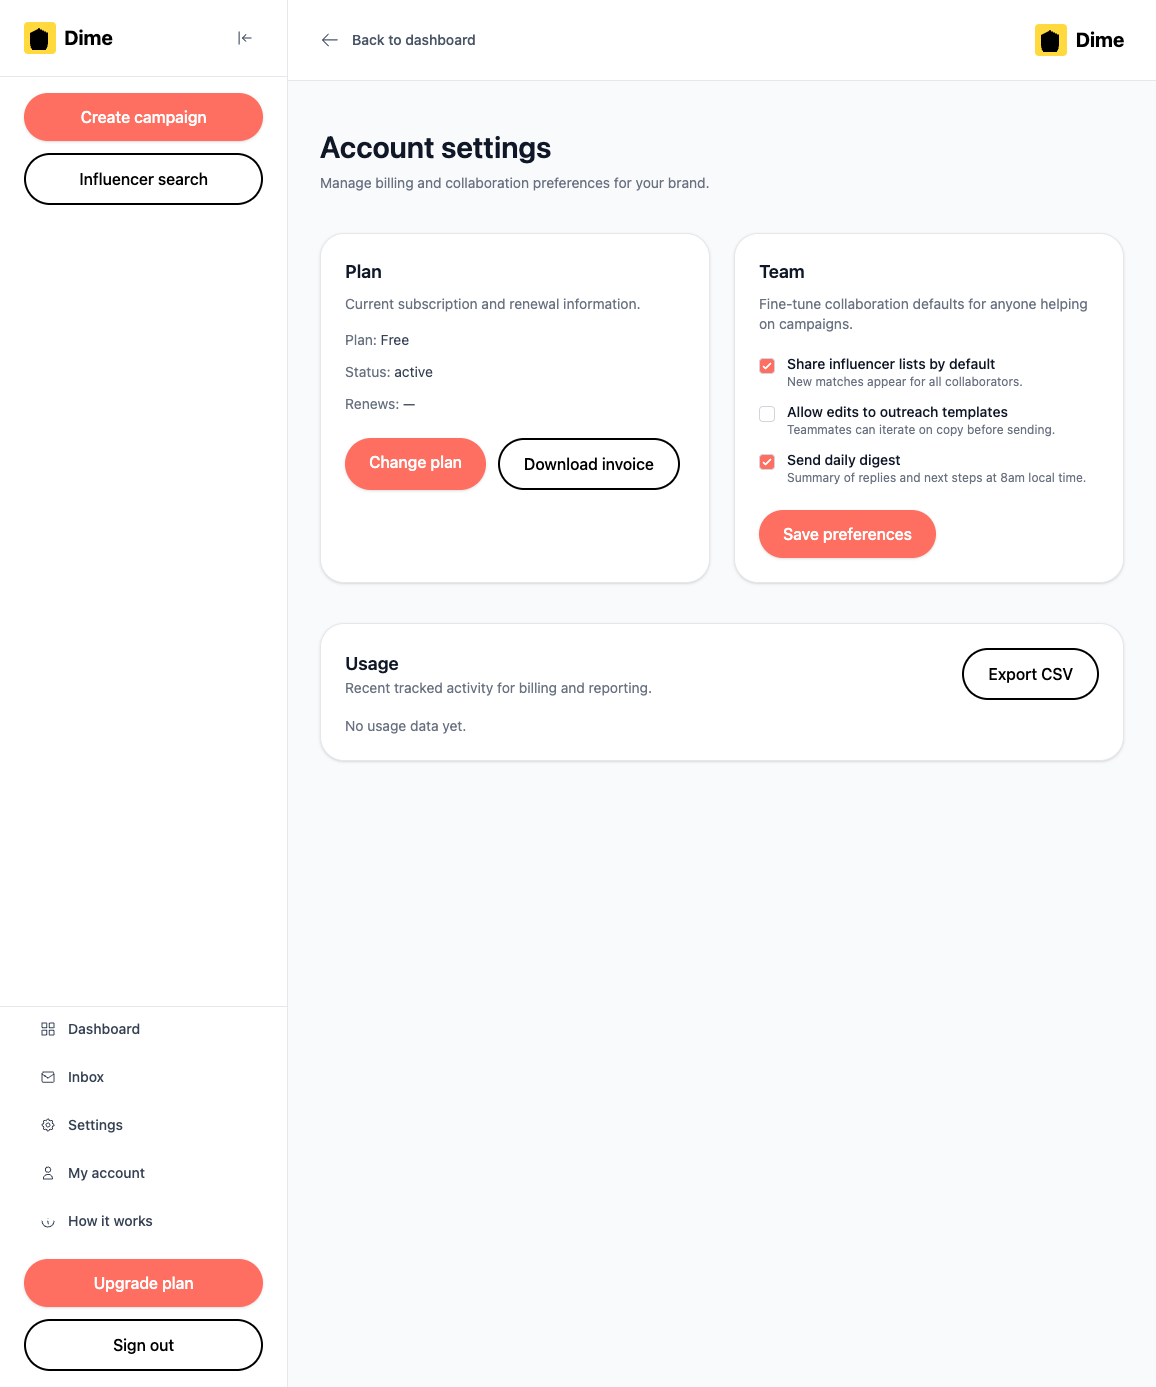 Dime
Create campaign
Influencer search
Dashboard
Inbox
Settings
My account
How it works
Upgrade plan
Sign out
Back to dashboard
Dime
Account settings
Manage billing and collaboration preferences for your brand.
Plan
Current subscription and renewal information.
Plan: Free
Status: active
Renews: —
Change plan
Download invoice
Team
Fine-tune collaboration defaults for anyone helping
on campaigns.
Share influencer lists by default
New matches appear for all collaborators.
Allow edits to outreach templates
Teammates can iterate on copy before sending.
Send daily digest
Summary of replies and next steps at 8am local time.
Save preferences
Usage
Recent tracked activity for billing and reporting.
Export CSV
No usage data yet.